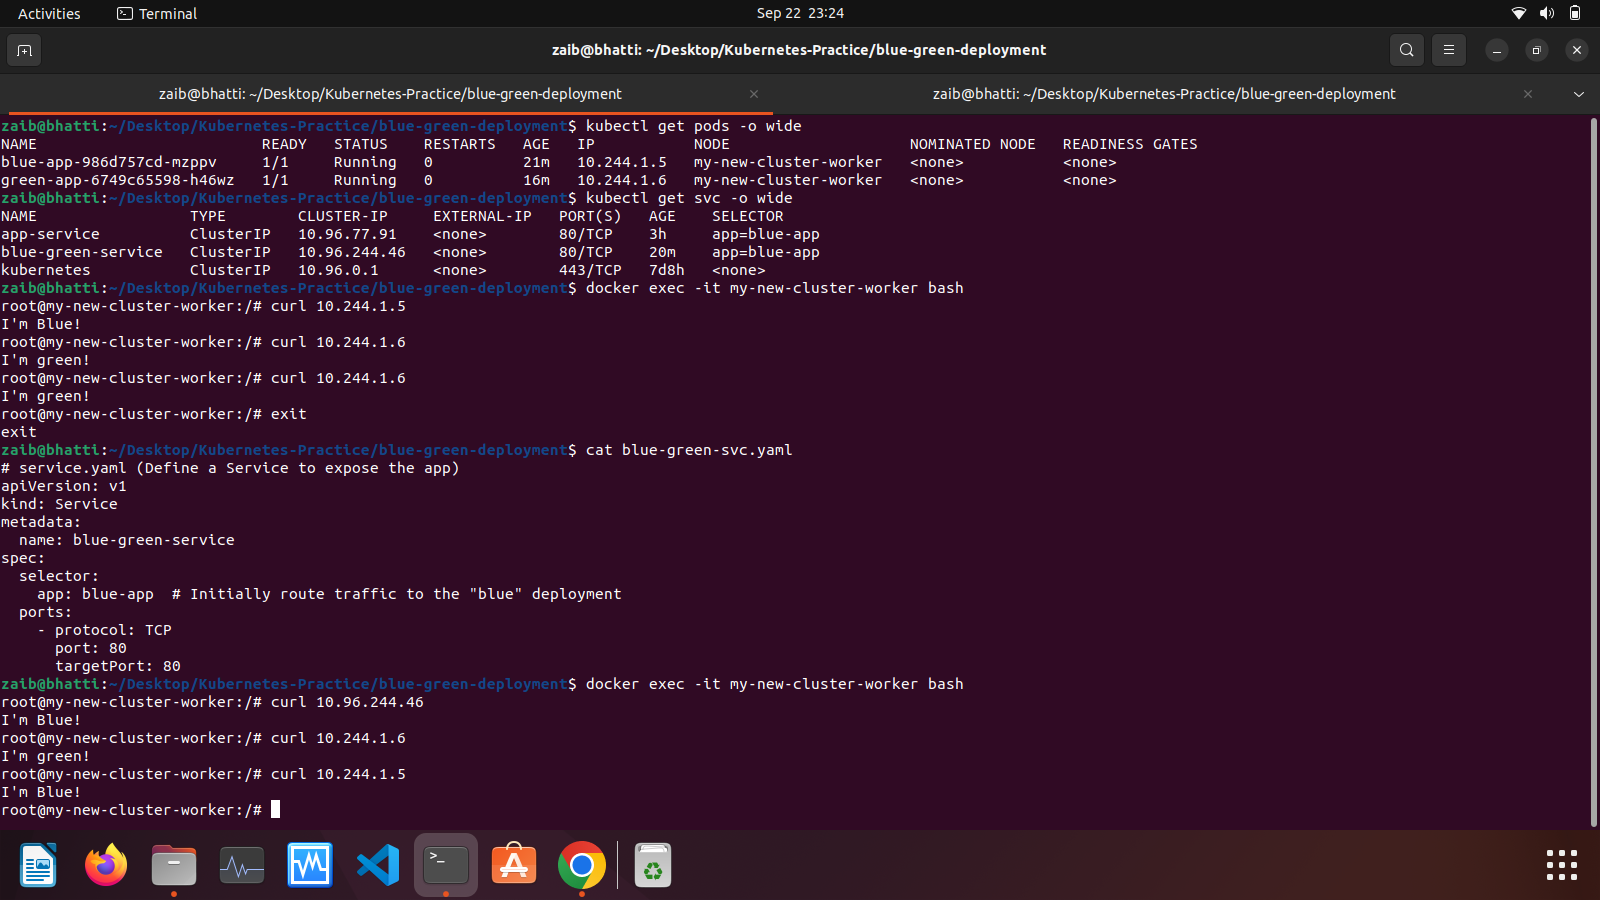 Activities Terminal Sep 22 23:24
zaib@bhatti: ~/Desktop/Kubernetes-Practice/blue-green-deployment
zaib@bhatti: ~/Desktop/Kubernetes-Practice/blue-green-deployment zaib@bhatti: ~/Desktop/Kubernetes-Practice/blue-green-deployment
zaib@bhatti:~/Desktop/Kubernetes-Practice/blue-green-deployment$ kubectl get pods -o wide
NAME READY STATUS RESTARTS AGE IP NODE NOMINATED NODE READINESS GATES
blue-app-986d757cd-mzppv 1/1 Running 0 21m 10.244.1.5 my-new-cluster-worker <none> <none>
green-app-6749c65598-h46wz 1/1 Running 0 16m 10.244.1.6 my-new-cluster-worker <none> <none>
zaib@bhatti:~/Desktop/Kubernetes-Practice/blue-green-deployment$ kubectl get svc -o wide
NAME TYPE CLUSTER-IP EXTERNAL-IP PORT(S) AGE SELECTOR
app-service ClusterIP 10.96.77.91 <none> 80/TCP 3h app=blue-app
blue-green-service ClusterIP 10.96.244.46 <none> 80/TCP 20m app=blue-app
kubernetes ClusterIP 10.96.0.1 <none> 443/TCP 7d8h <none>
zaib@bhatti:~/Desktop/Kubernetes-Practice/blue-green-deployment$ docker exec -it my-new-cluster-worker bash
root@my-new-cluster-worker:/# curl 10.244.1.5
I'm Blue!
root@my-new-cluster-worker:/# curl 10.244.1.6
I'm green!
root@my-new-cluster-worker:/# curl 10.244.1.6
I'm green!
root@my-new-cluster-worker:/# exit
exit
zaib@bhatti:~/Desktop/Kubernetes-Practice/blue-green-deployment$ cat blue-green-svc.yaml
# service.yaml (Define a Service to expose the app)
apiVersion: v1
kind: Service
metadata:
  name: blue-green-service
spec:
  selector:
    app: blue-app  # Initially route traffic to the "blue" deployment
  ports:
    - protocol: TCP
      port: 80
      targetPort: 80
zaib@bhatti:~/Desktop/Kubernetes-Practice/blue-green-deployment$ docker exec -it my-new-cluster-worker bash
root@my-new-cluster-worker:/# curl 10.96.244.46
I'm Blue!
root@my-new-cluster-worker:/# curl 10.244.1.6
I'm green!
root@my-new-cluster-worker:/# curl 10.244.1.5
I'm Blue!
root@my-new-cluster-worker:/#